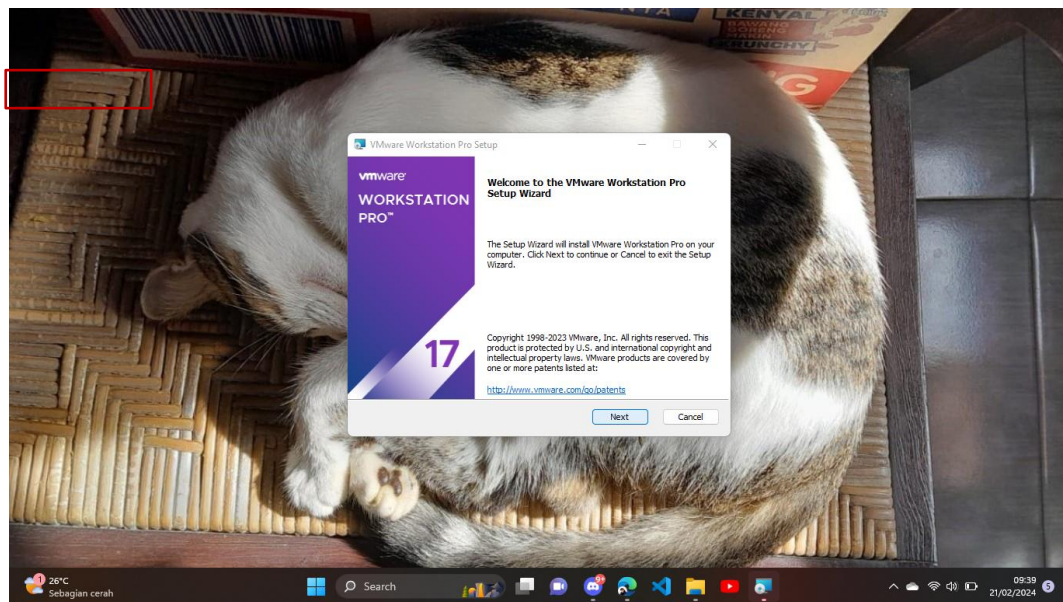 KENYAL
BAWANG
GORENG
MAKIN
KRUNCHY
VMware Workstation Pro Setup
vmware
WORKSTATION
PRO™
17
Welcome to the VMware Workstation Pro
Setup Wizard
The Setup Wizard will install VMware Workstation Pro on your
computer. Click Next to continue or Cancel to exit the Setup
Wizard.
Copyright 1998-2023 VMware, Inc. All rights reserved. This
product is protected by U.S. and international copyright and
intellectual property laws. VMware products are covered by
one or more patents listed at:
http://www.vmware.com/go/patents
Next
Cancel
1
26°C
Sebagian cerah
Search
09:39
21/02/2024
5